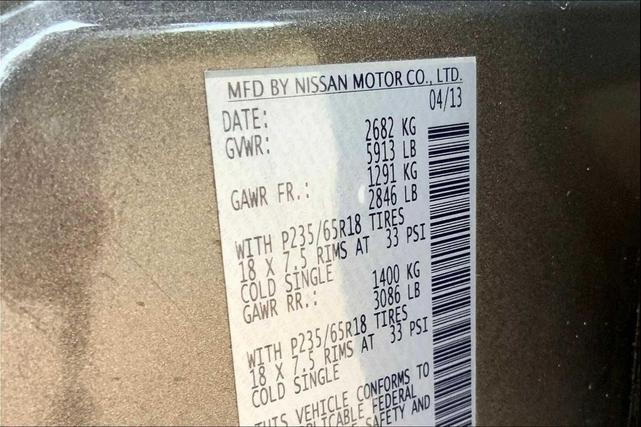 MFD BY NISSAN MOTOR CO., LTD.
DATE: 04/13
GVWR: 2682 KG
5913 LB
GAWR FR.: 1291 KG
2846 LB
WITH P235/65R18 TIRES
18 X 7.5 RIMS AT 33 PSI
COLD SINGLE
GAWR RR.: 1400 KG
3086 LB
WITH P235/65R18 TIRES
18 X 7.5 RIMS AT 33 PSI
COLD SINGLE
THIS VEHICLE CONFORMS TO
FEDERAL
SAFETY AND